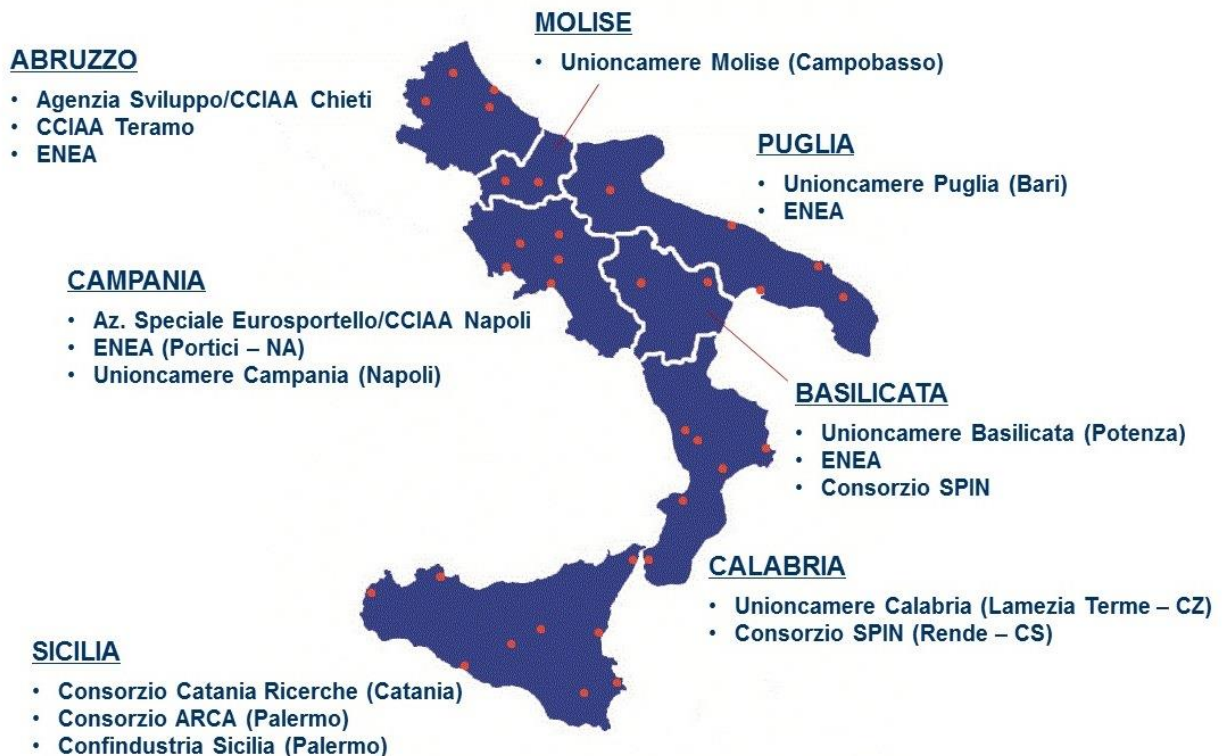 MOLISE
• Unioncamere Molise (Campobasso)
ABRUZZO
• Agenzia Sviluppo/CCIAA Chieti
• CCIAA Teramo
• ENEA
PUGLIA
• Unioncamere Puglia (Bari)
• ENEA
CAMPANIA
• Az. Speciale Eurosportello/CCIAA Napoli
• ENEA (Portici – NA)
• Unioncamere Campania (Napoli)
BASILICATA
• Unioncamere Basilicata (Potenza)
• ENEA
• Consorzio SPIN
CALABRIA
• Unioncamere Calabria (Lamezia Terme – CZ)
• Consorzio SPIN (Rende – CS)
SICILIA
• Consorzio Catania Ricerche (Catania)
• Consorzio ARCA (Palermo)
• Confindustria Sicilia (Palermo)